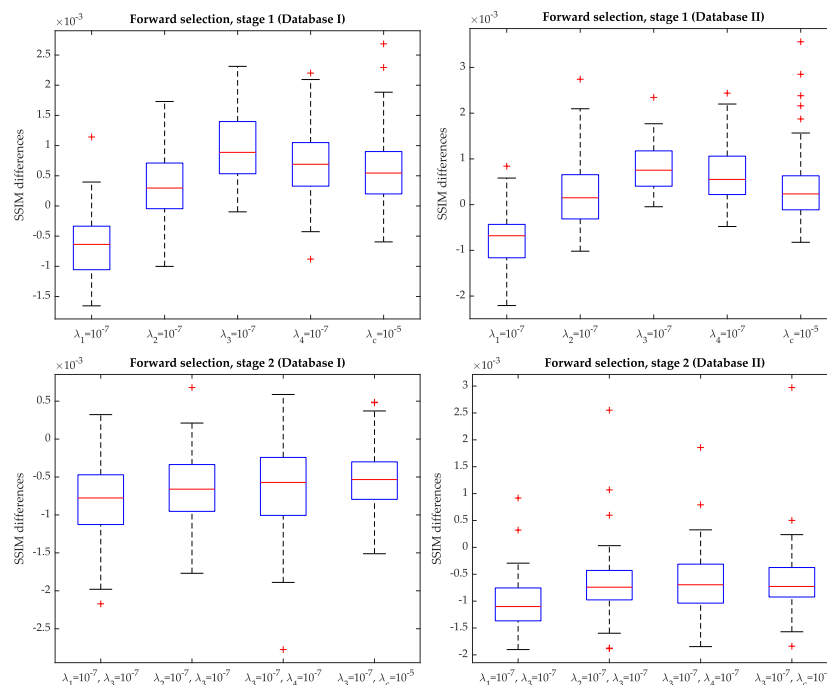 Forward selection, stage 1 (Database I)
×10⁻³
2.5
2
1.5
1
0.5
0
-0.5
-1
-1.5
SSIM differences
λ₁=10⁻⁷
λ₂=10⁻⁷
λ₃=10⁻⁷
λ₄=10⁻⁷
λc=10⁻⁵
Forward selection, stage 1 (Database II)
×10⁻³
3
2
1
0
-1
-2
SSIM differences
λ₁=10⁻⁷
λ₂=10⁻⁷
λ₃=10⁻⁷
λ₄=10⁻⁷
λc=10⁻⁵
Forward selection, stage 2 (Database I)
×10⁻³
0.5
0
-0.5
-1
-1.5
-2
-2.5
SSIM differences
λ₁=10⁻⁷, λ₃=10⁻⁷
λ₂=10⁻⁷, λ₃=10⁻⁷
λ₃=10⁻⁷, λ₄=10⁻⁷
λ₃=10⁻⁷, λc=10⁻⁵
Forward selection, stage 2 (Database II)
×10⁻³
3
2.5
2
1.5
1
0.5
0
-0.5
-1
-1.5
-2
SSIM differences
λ₁=10⁻⁷, λ₃=10⁻⁷
λ₂=10⁻⁷, λ₃=10⁻⁷
λ₃=10⁻⁷, λ₄=10⁻⁷
λ₃=10⁻⁷, λc=10⁻⁵